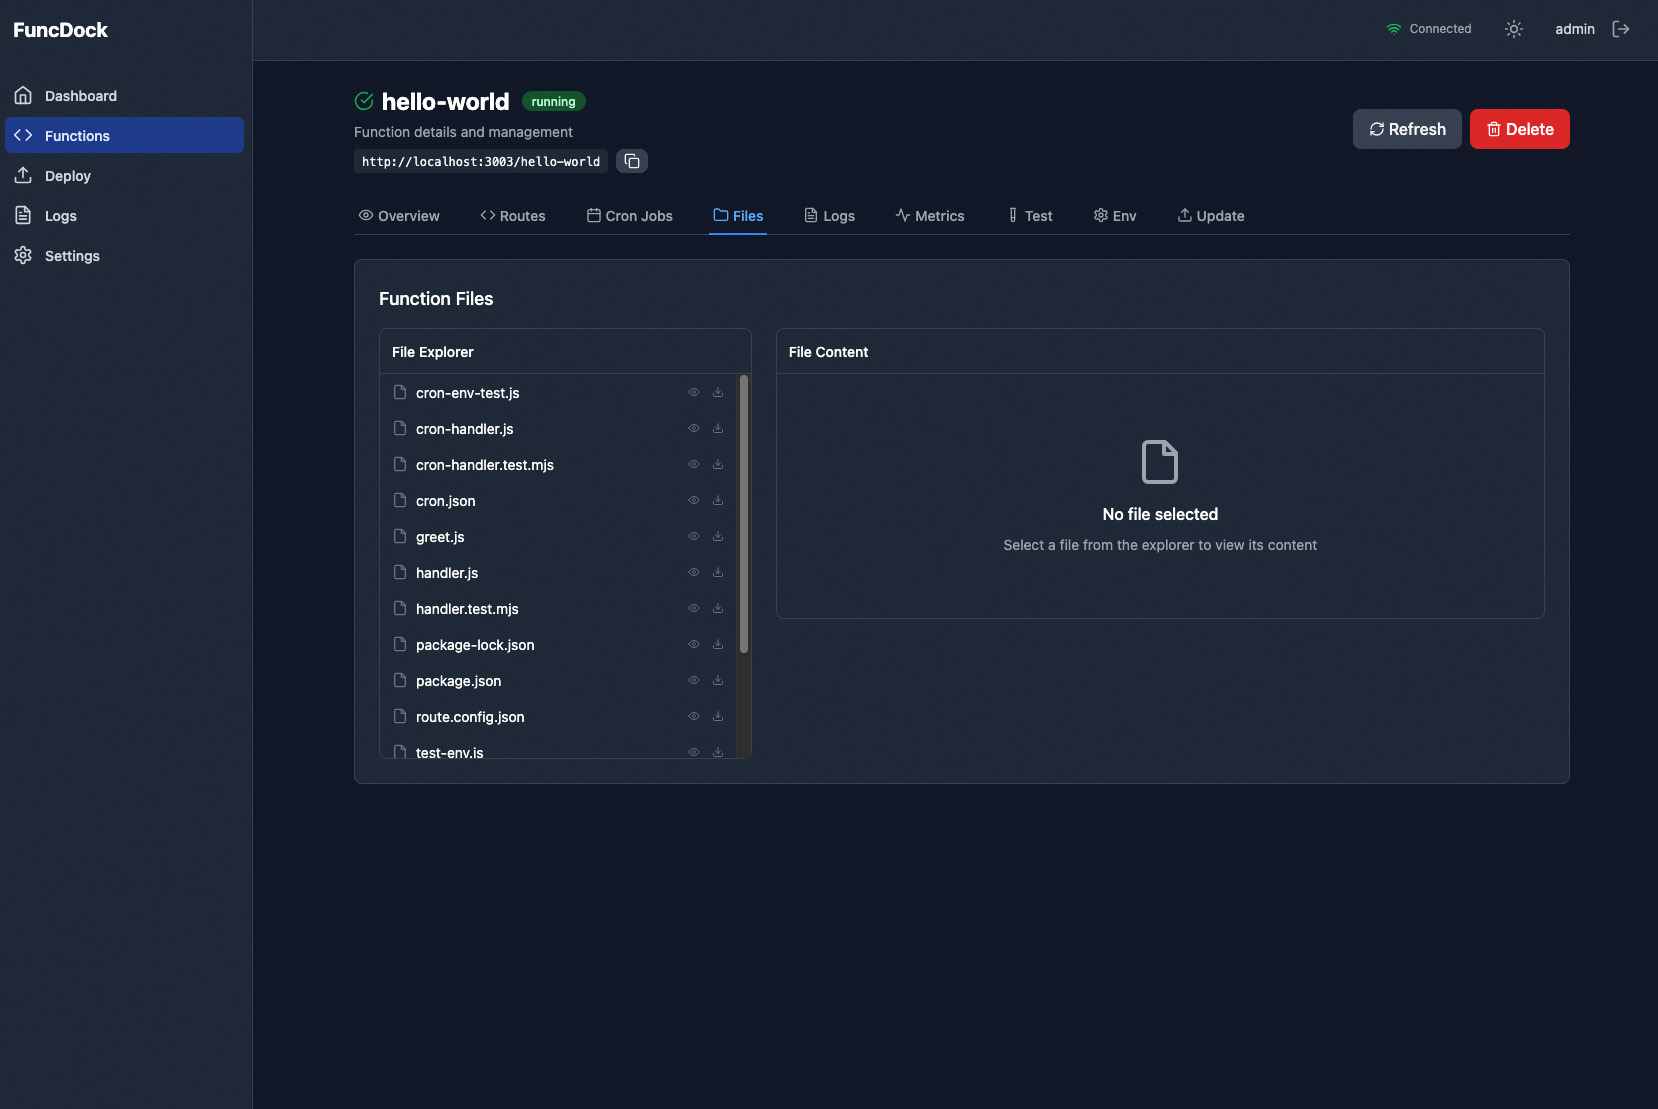 FuncDock
Connected
admin
Dashboard
Functions
Deploy
Logs
Settings
hello-world running
Function details and management
http://localhost:3003/hello-world
Refresh
Delete
Overview Routes Cron Jobs Files Logs Metrics Test Env Update
Function Files
File Explorer
cron-env-test.js
cron-handler.js
cron-handler.test.mjs
cron.json
greet.js
handler.js
handler.test.mjs
package-lock.json
package.json
route.config.json
test-env.js
File Content
No file selected
Select a file from the explorer to view its content